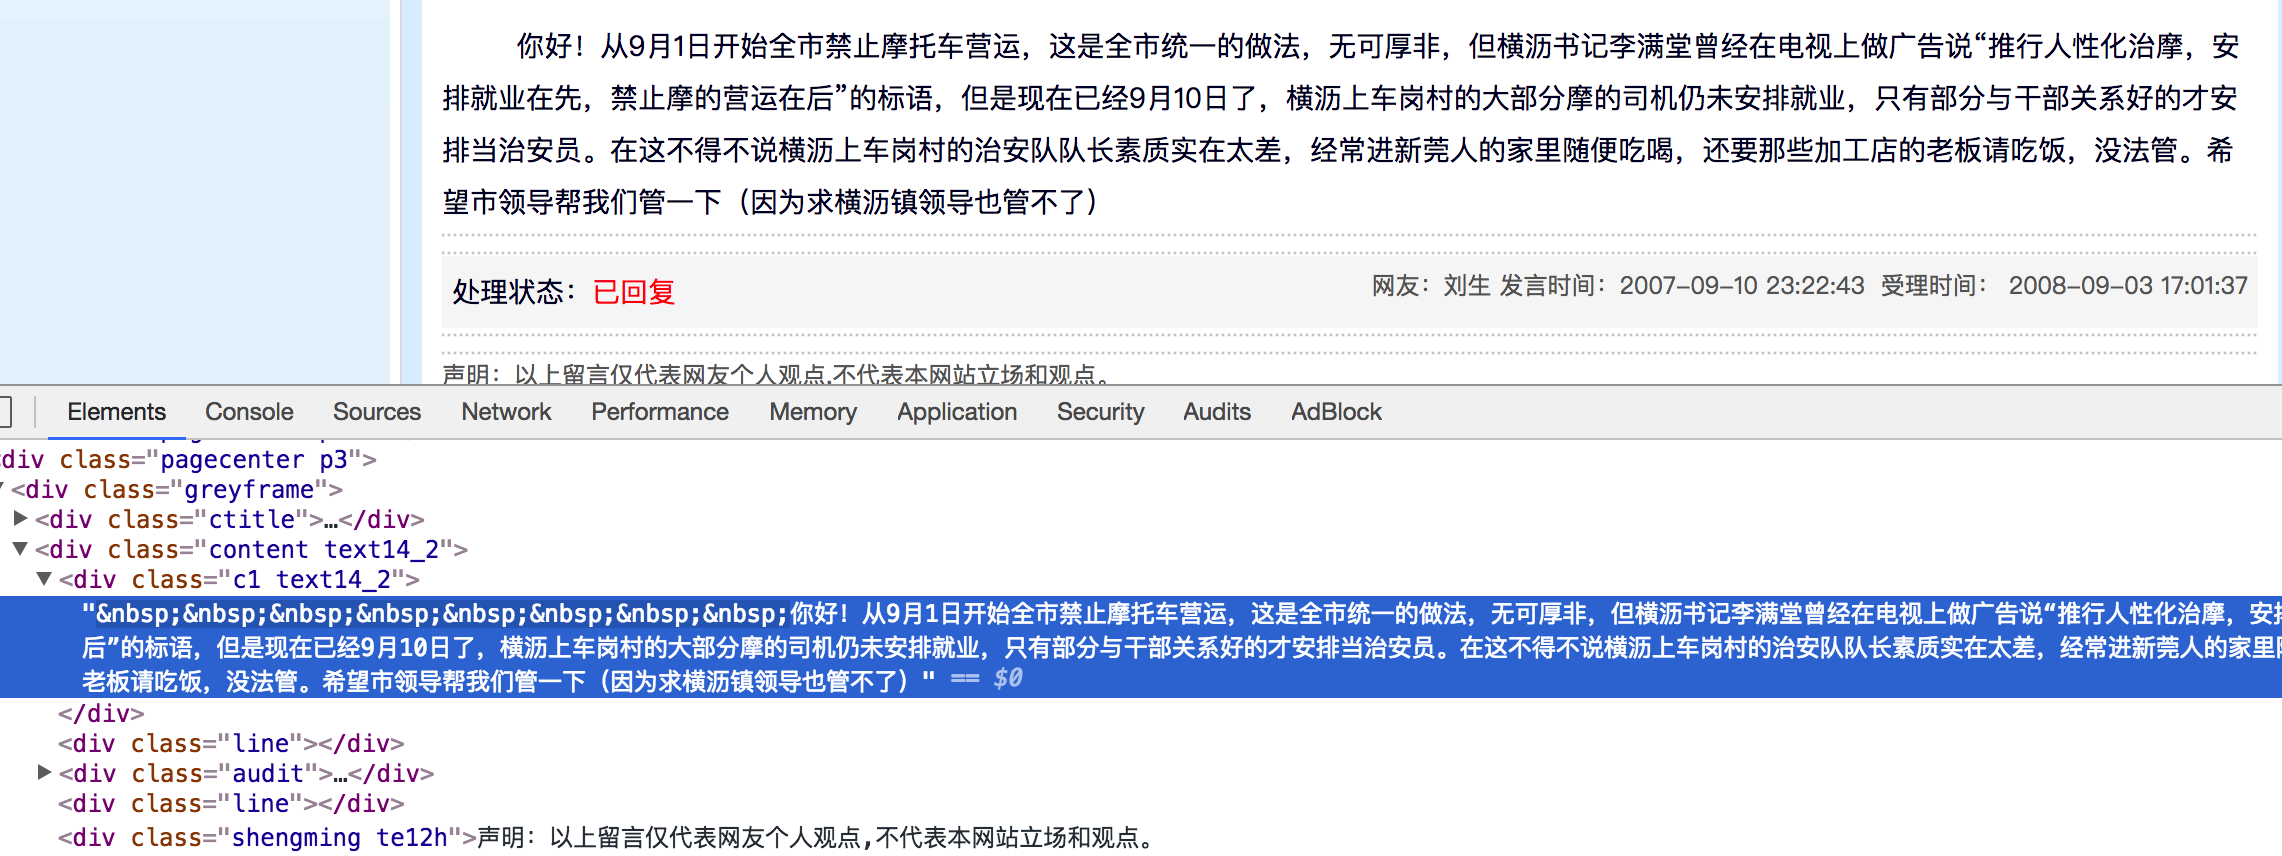 你好！从9月1日开始全市禁止摩托车营运，这是全市统一的做法，无可厚非，但横沥书记李满堂曾经在电视上做广告说“推行人性化治摩，安
排就业在先，禁止摩的营运在后”的标语，但是现在已经9月10日了，横沥上车岗村的大部分摩的司机仍未安排就业，只有部分与干部关系好的才安
排当治安员。在这不得不说横沥上车岗村的治安队队长素质实在太差，经常进新莞人的家里随便吃喝，还要那些加工店的老板请吃饭，没法管。希
望市领导帮我们管一下（因为求横沥镇领导也管不了）
处理状态：已回复 网友：刘生 发言时间：2007-09-10 23:22:43 受理时间： 2008-09-03 17:01:37
声明：以上留言仅代表网友个人观点,不代表本网站立场和观点。
Elements Console Sources Network Performance Memory Application Security Audits AdBlock
div class="pagecenter p3">
<div class="greyframe">
<div class="ctitle">…</div>
<div class="content text14_2">
<div class="c1 text14_2">
"&nbsp;&nbsp;&nbsp;&nbsp;&nbsp;&nbsp;&nbsp;&nbsp;你好！从9月1日开始全市禁止摩托车营运，这是全市统一的做法，无可厚非，但横沥书记李满堂曾经在电视上做广告说“推行人性化治摩，安
后”的标语，但是现在已经9月10日了，横沥上车岗村的大部分摩的司机仍未安排就业，只有部分与干部关系好的才安排当治安员。在这不得不说横沥上车岗村的治安队队长素质实在太差，经常进新莞人的家里
老板请吃饭，没法管。希望市领导帮我们管一下（因为求横沥镇领导也管不了）" == $0
</div>
<div class="line"></div>
<div class="audit">…</div>
<div class="line"></div>
<div class="shengming te12h">声明：以上留言仅代表网友个人观点,不代表本网站立场和观点。